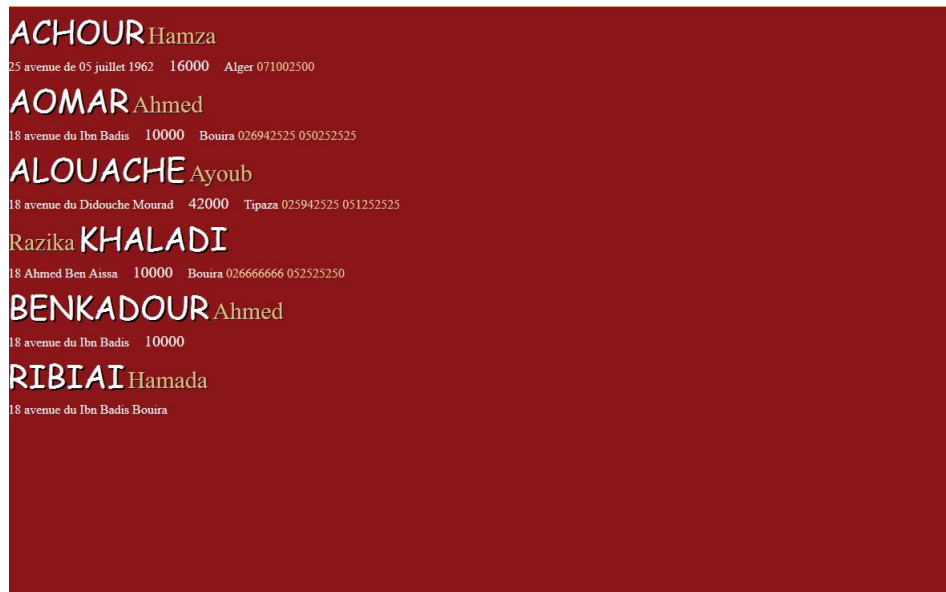 ACHOUR Hamza
25 avenue de 05 juillet 1962 16000 Alger 071002500
AOMAR Ahmed
18 avenue du Ibn Badis 10000 Bouira 026942525 050252525
ALOUACHE Ayoub
18 avenue du Didouche Mourad 42000 Tipaza 025942525 051252525
Razika KHALADI
18 Ahmed Ben Aissa 10000 Bouira 026666666 052525250
BENKADOUR Ahmed
18 avenue du Ibn Badis 10000
RIBIAI Hamada
18 avenue du Ibn Badis Bouira